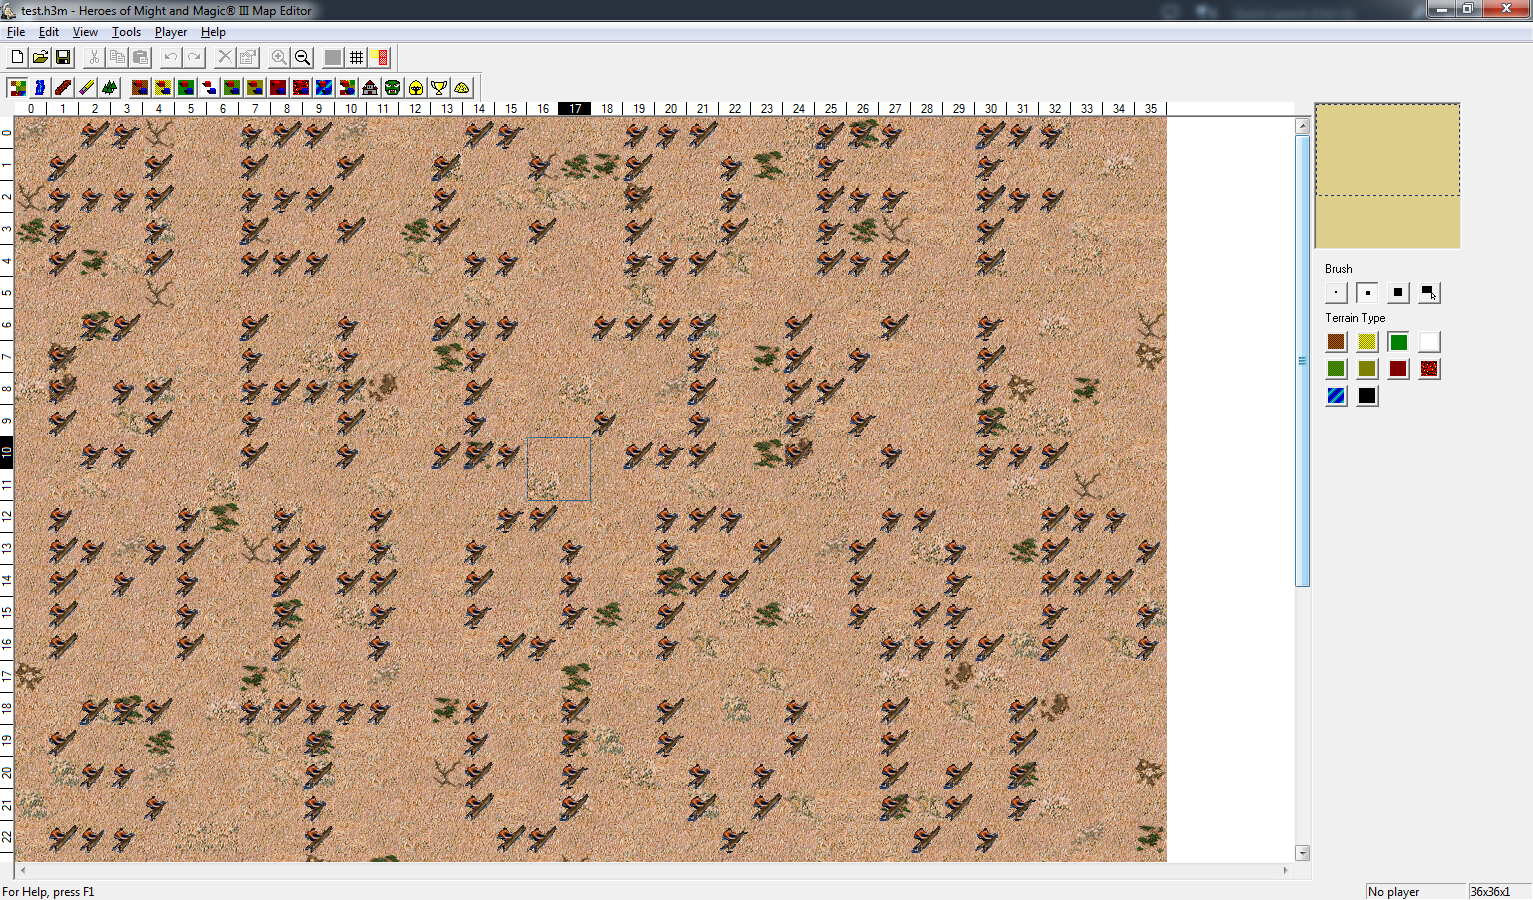 test.h3m - Heroes of Might and Magic® III Map Editor
File Edit View Tools Player Help
0 1 2 3 4 5 6 7 8 9 10 11 12 13 14 15 16 17 18 19 20 21 22 23 24 25 26 27 28 29 30 31 32 33 34 35
0
1
2
3
4
5
6
7
8
9
10
11
12
13
14
15
16
17
18
19
20
21
22
A B C D E F
G H I J K L
M N O P Q R
S T U V W
Brush
Terrain Type
For Help, press F1
No player
36x36x1